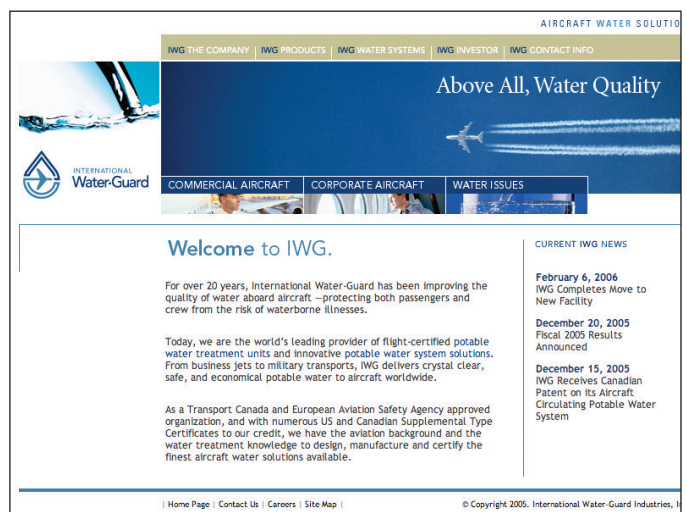 AIRCRAFT WATER SOLUTIO
IWG THE COMPANY | IWG PRODUCTS | IWG WATER SYSTEMS | IWG INVESTOR | IWG CONTACT INFO
Above All, Water Quality
INTERNATIONAL
Water-Guard
COMMERCIAL AIRCRAFT
CORPORATE AIRCRAFT
WATER ISSUES
Welcome to IWG.
For over 20 years, International Water-Guard has been improving the
quality of water aboard aircraft —protecting both passengers and
crew from the risk of waterborne illnesses.
Today, we are the world's leading provider of flight-certified potable
water treatment units and innovative potable water system solutions.
From business jets to military transports, IWG delivers crystal clear,
safe, and economical potable water to aircraft worldwide.
As a Transport Canada and European Aviation Safety Agency approved
organization, and with numerous US and Canadian Supplemental Type
Certificates to our credit, we have the aviation background and the
water treatment knowledge to design, manufacture and certify the
finest aircraft water solutions available.
CURRENT IWG NEWS
February 6, 2006
IWG Completes Move to
New Facility
December 20, 2005
Fiscal 2005 Results
Announced
December 15, 2005
IWG Receives Canadian
Patent on its Aircraft
Circulating Potable Water
System
| Home Page | Contact Us | Careers | Site Map |
© Copyright 2005. International Water-Guard Industries, I